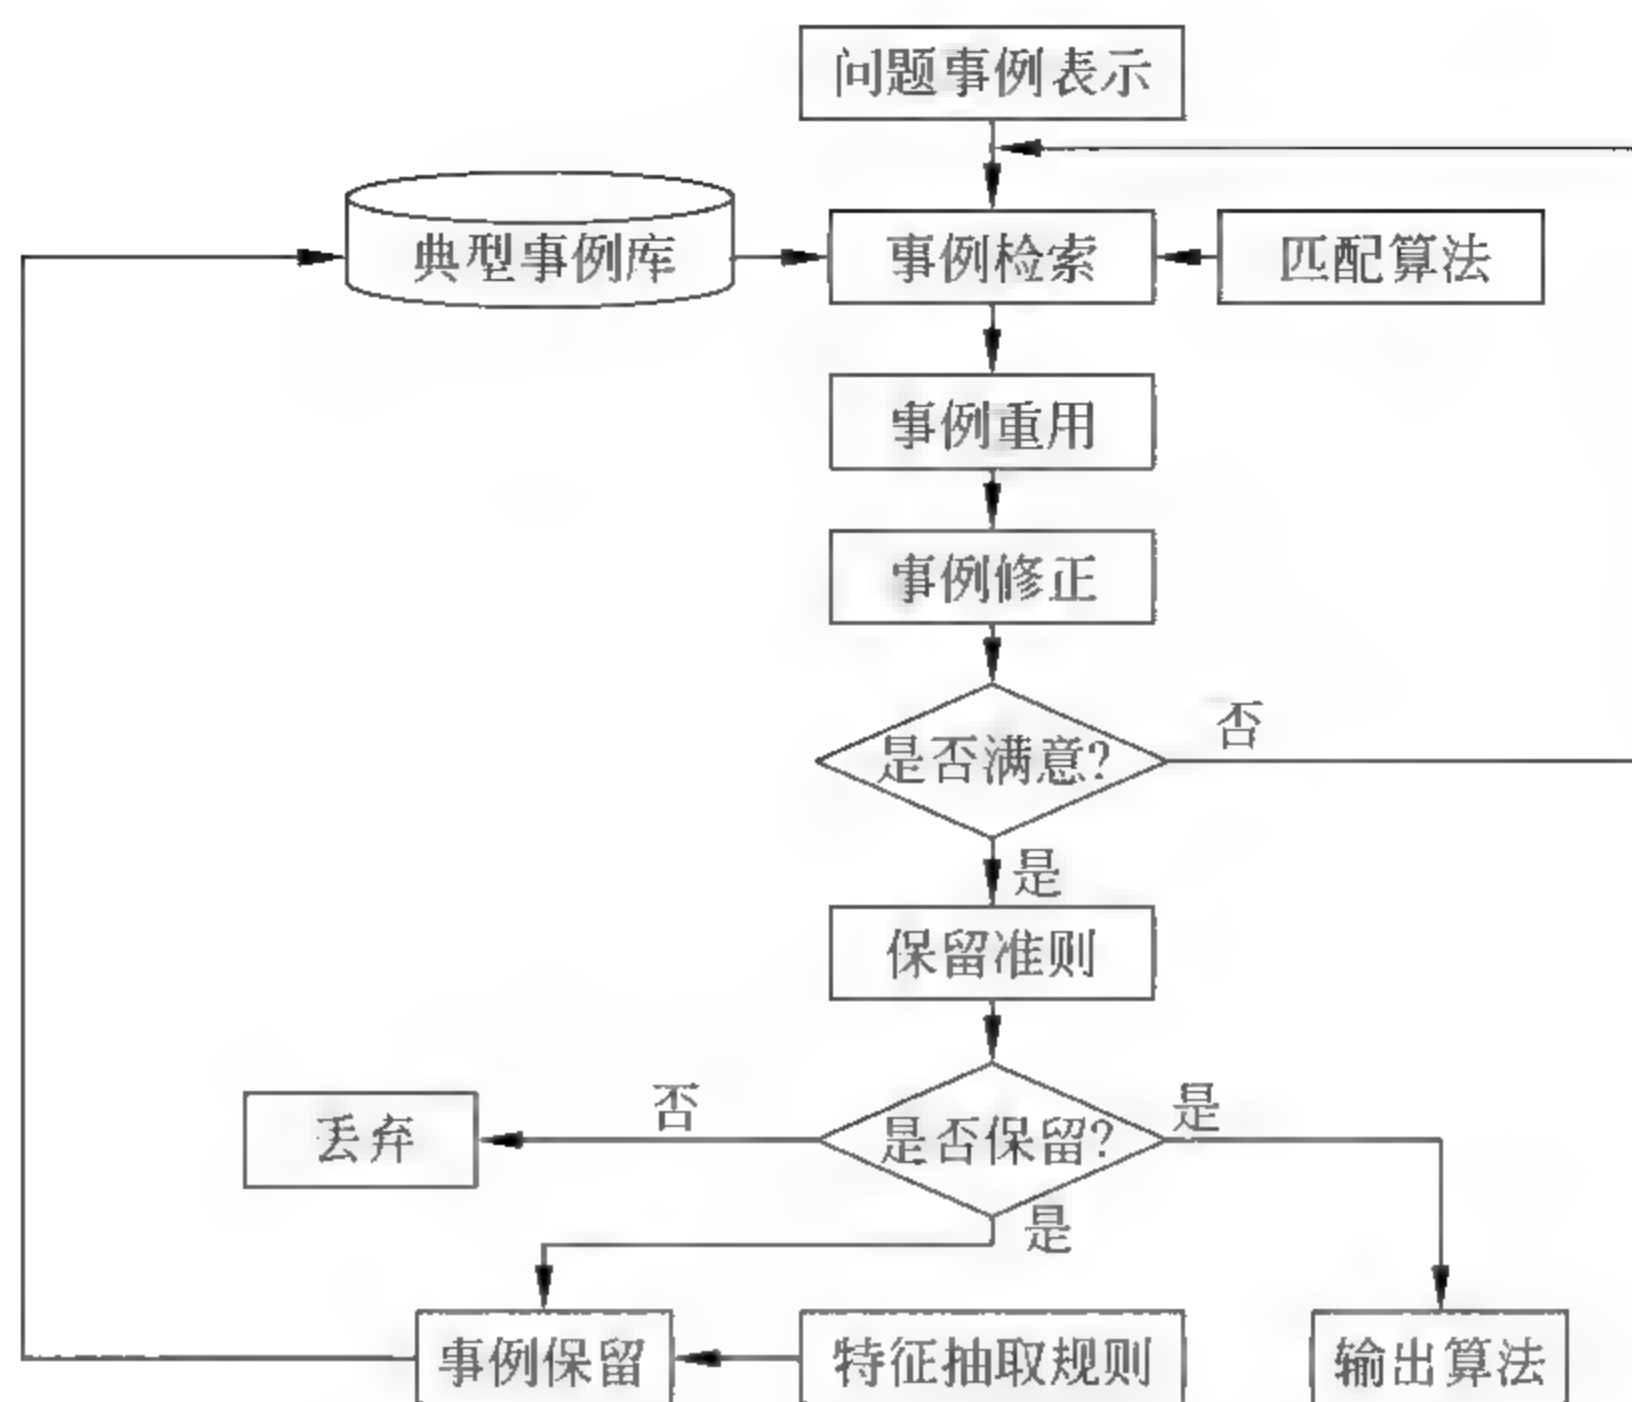 问题事例表示
典型事例库
事例检索
匹配算法
事例重用
事例修正
是否满意?
否
是
保留准则
丢弃
否
是否保留?
是
是
事例保留
特征抽取规则
输出算法